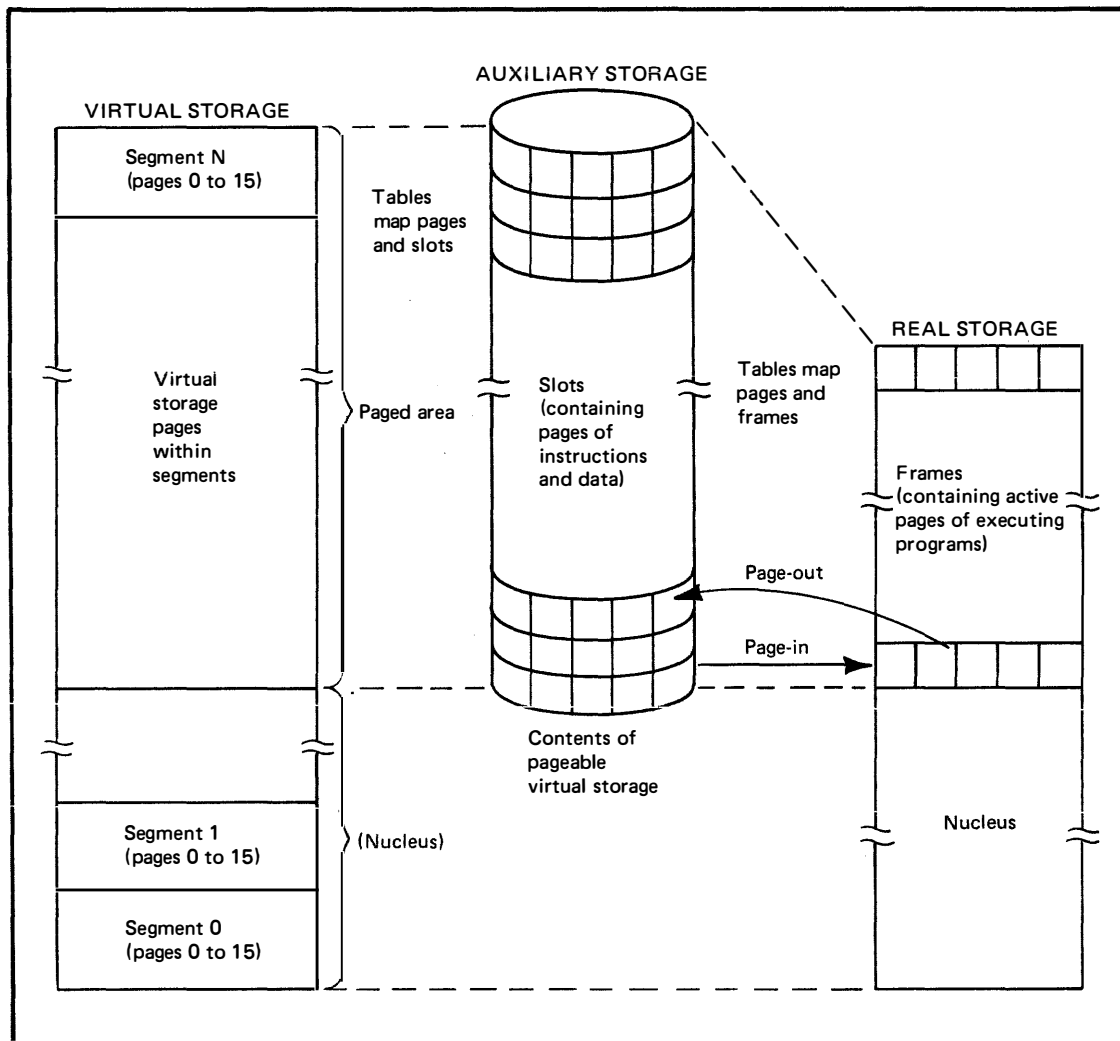 AUXILIARY STORAGE
VIRTUAL STORAGE
Segment N
(pages 0 to 15)
Tables
map pages
and slots
REAL STORAGE
Virtual
storage
pages
within
segments
Paged area
Slots
(containing
pages of
instructions
and data)
Tables map
pages and
frames
Frames
(containing active
pages of executing
programs)
Page-out
Page-in
Contents of
pageable
virtual storage
Segment 1
(pages 0 to 15)
(Nucleus)
Nucleus
Segment 0
(pages 0 to 15)